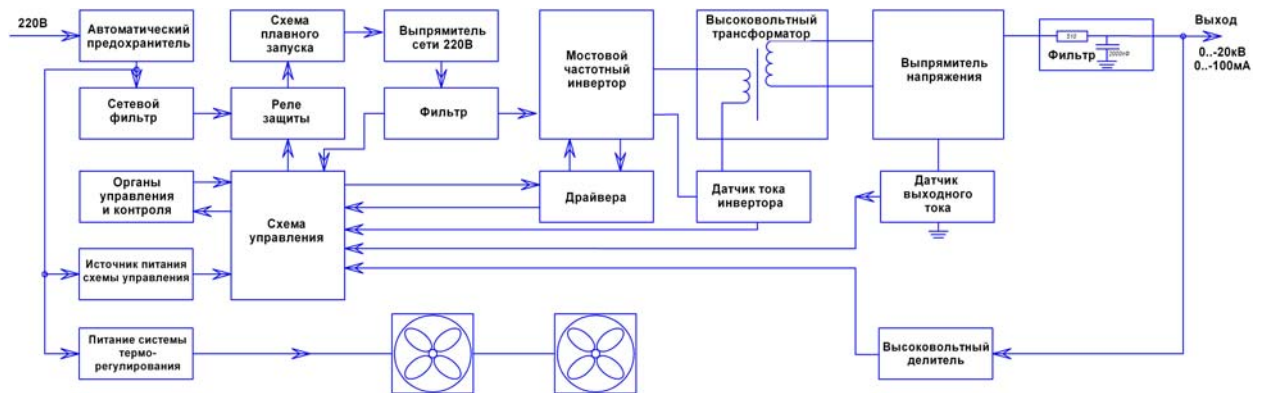 220В
Автоматический
предохранитель
Схема
плавного
запуска
Выпрямитель
сети 220В
Мостовой
частотный
инвертор
Высоковольтный
трансформатор
Выпрямитель
напряжения
510
2000пФ
Фильтр
Выход
0..-20кВ
0..-100мА
Сетевой
фильтр
Реле
защиты
Фильтр
Органы
управления
и контроля
Схема
управления
Драйвера
Датчик тока
инвертора
Датчик
выходного
тока
Источник питания
схемы управления
Питание системы
термо-
регулирования
Высоковольтный
делитель